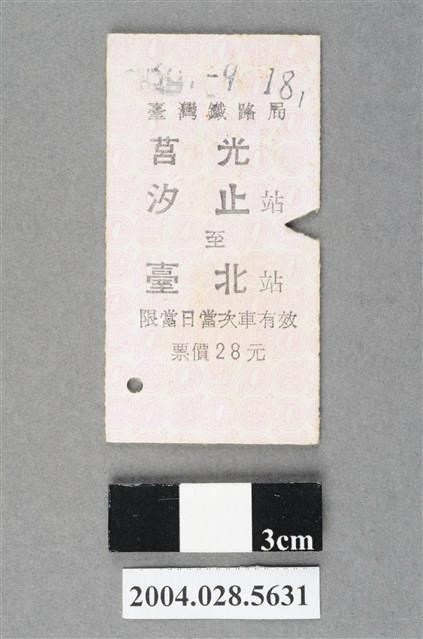 -9 18,
臺灣鐵路局
莒光
汐止站
至
臺北站
限當日當次車有效
票價28元
3cm
2004.028.5631